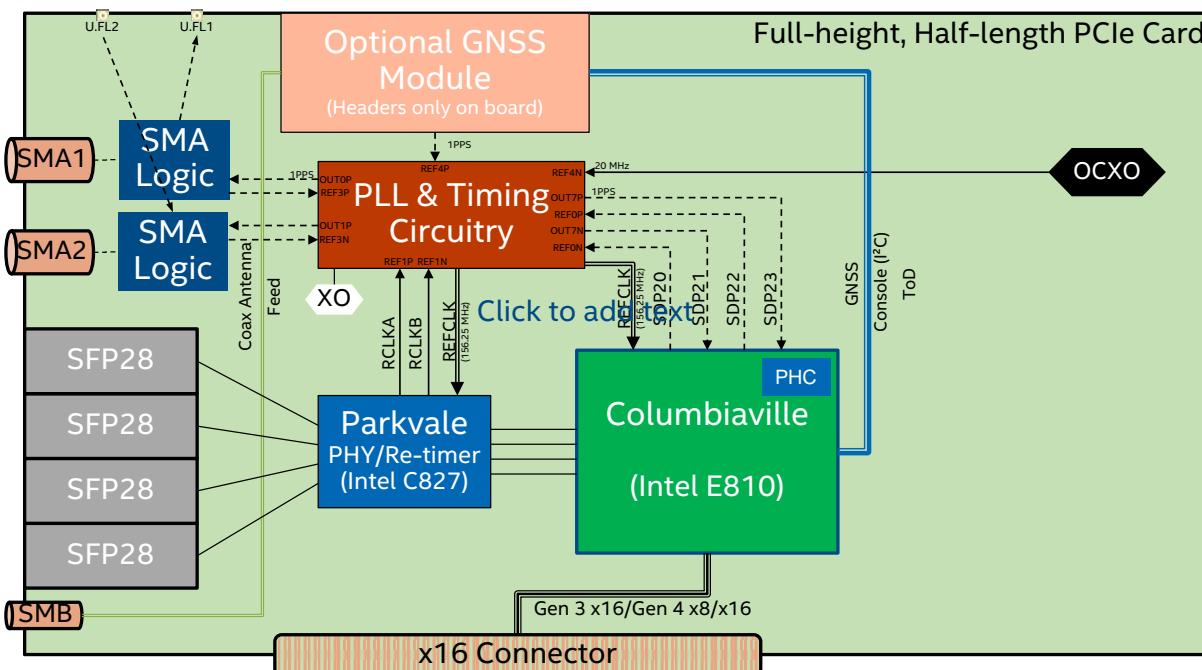 U.FL2
U.FL1
Full-height, Half-length PCIe Card
Optional GNSS
Module
(Headers only on board)
SMA1
SMA
Logic
SMA2
SMA
Logic
1PPS
REF4P
1PPS
OUT0P
REF3P
OUT1P
REF3N
PLL & Timing
Circuitry
REF4N
20 MHz
OUT7P
1PPS
REF0P
OUT7N
REF0N
REF1P
REF1N
OCXO
XO
Coax Antenna
Feed
RCLKA
RCLKB
REFCLK
(156.25 MHz)
Click to add text
REFCLK
(156.25 MHz)
SDP20
SDP21
SDP22
SDP23
GNSS
Console (I²C)
ToD
SFP28
SFP28
SFP28
SFP28
Parkvale
PHY/Re-timer
(Intel C827)
PHC
Columbiaville
(Intel E810)
SMB
Gen 3 x16/Gen 4 x8/x16
x16 Connector